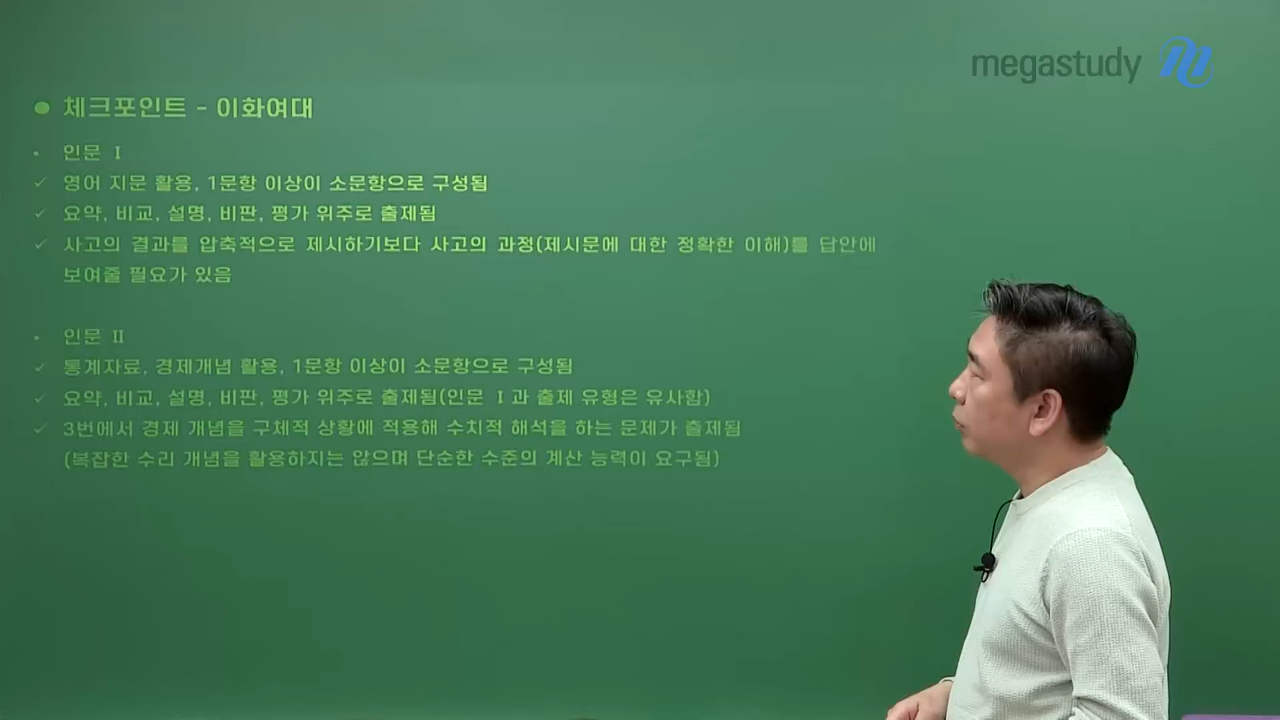 megastudy
● 체크포인트 - 이화여대
• 인문 Ⅰ
✓ 영어 지문 활용, 1문항 이상이 소문항으로 구성됨
✓ 요약, 비교, 설명, 비판, 평가 위주로 출제됨
✓ 사고의 결과를 압축적으로 제시하기보다 사고의 과정(제시문에 대한 정확한 이해)를 답안에
보여줄 필요가 있음
• 인문 Ⅱ
✓ 통계자료, 경제개념 활용, 1문항 이상이 소문항으로 구성됨
✓ 요약, 비교, 설명, 비판, 평가 위주로 출제됨(인문 Ⅰ과 출제 유형은 유사함)
✓ 3번에서 경제 개념을 구체적 상황에 적용해 수치적 해석을 하는 문제가 출제됨
(복잡한 수리 개념을 활용하지는 않으며 단순한 수준의 계산 능력이 요구됨)